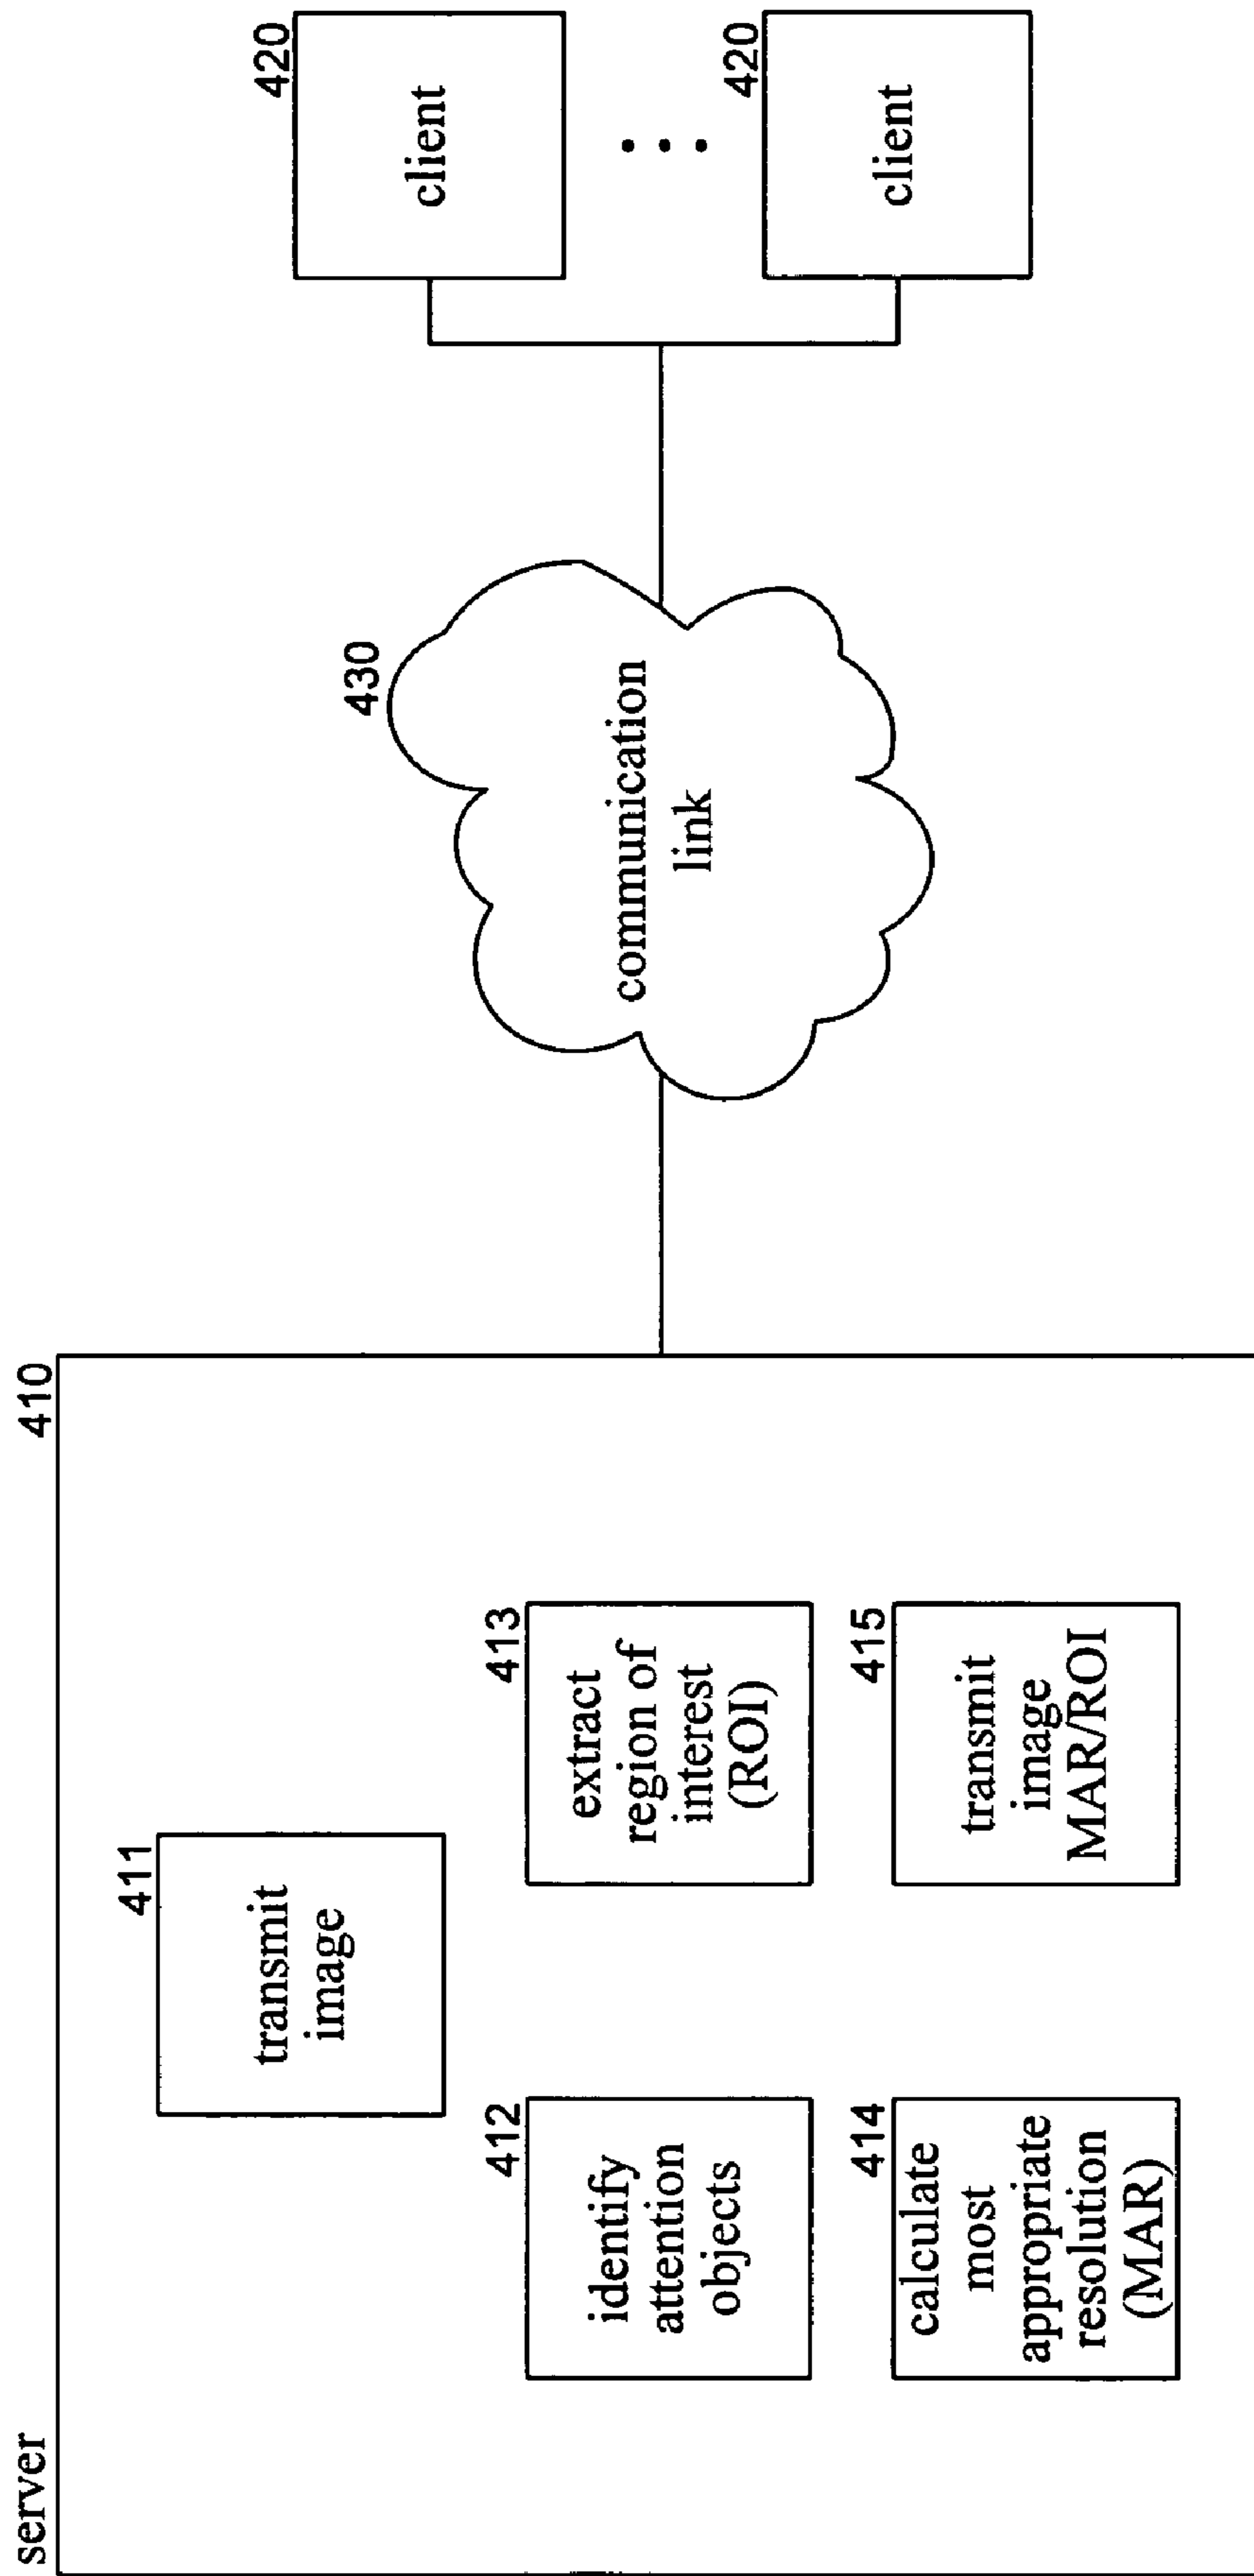 server
410
411
transmit
image
412
identify
attention
objects
413
extract
region of
interest
(ROI)
414
calculate
most
appropriate
resolution
(MAR)
415
transmit
image
MAR/ROI
430
communication
link
420
client
420
client